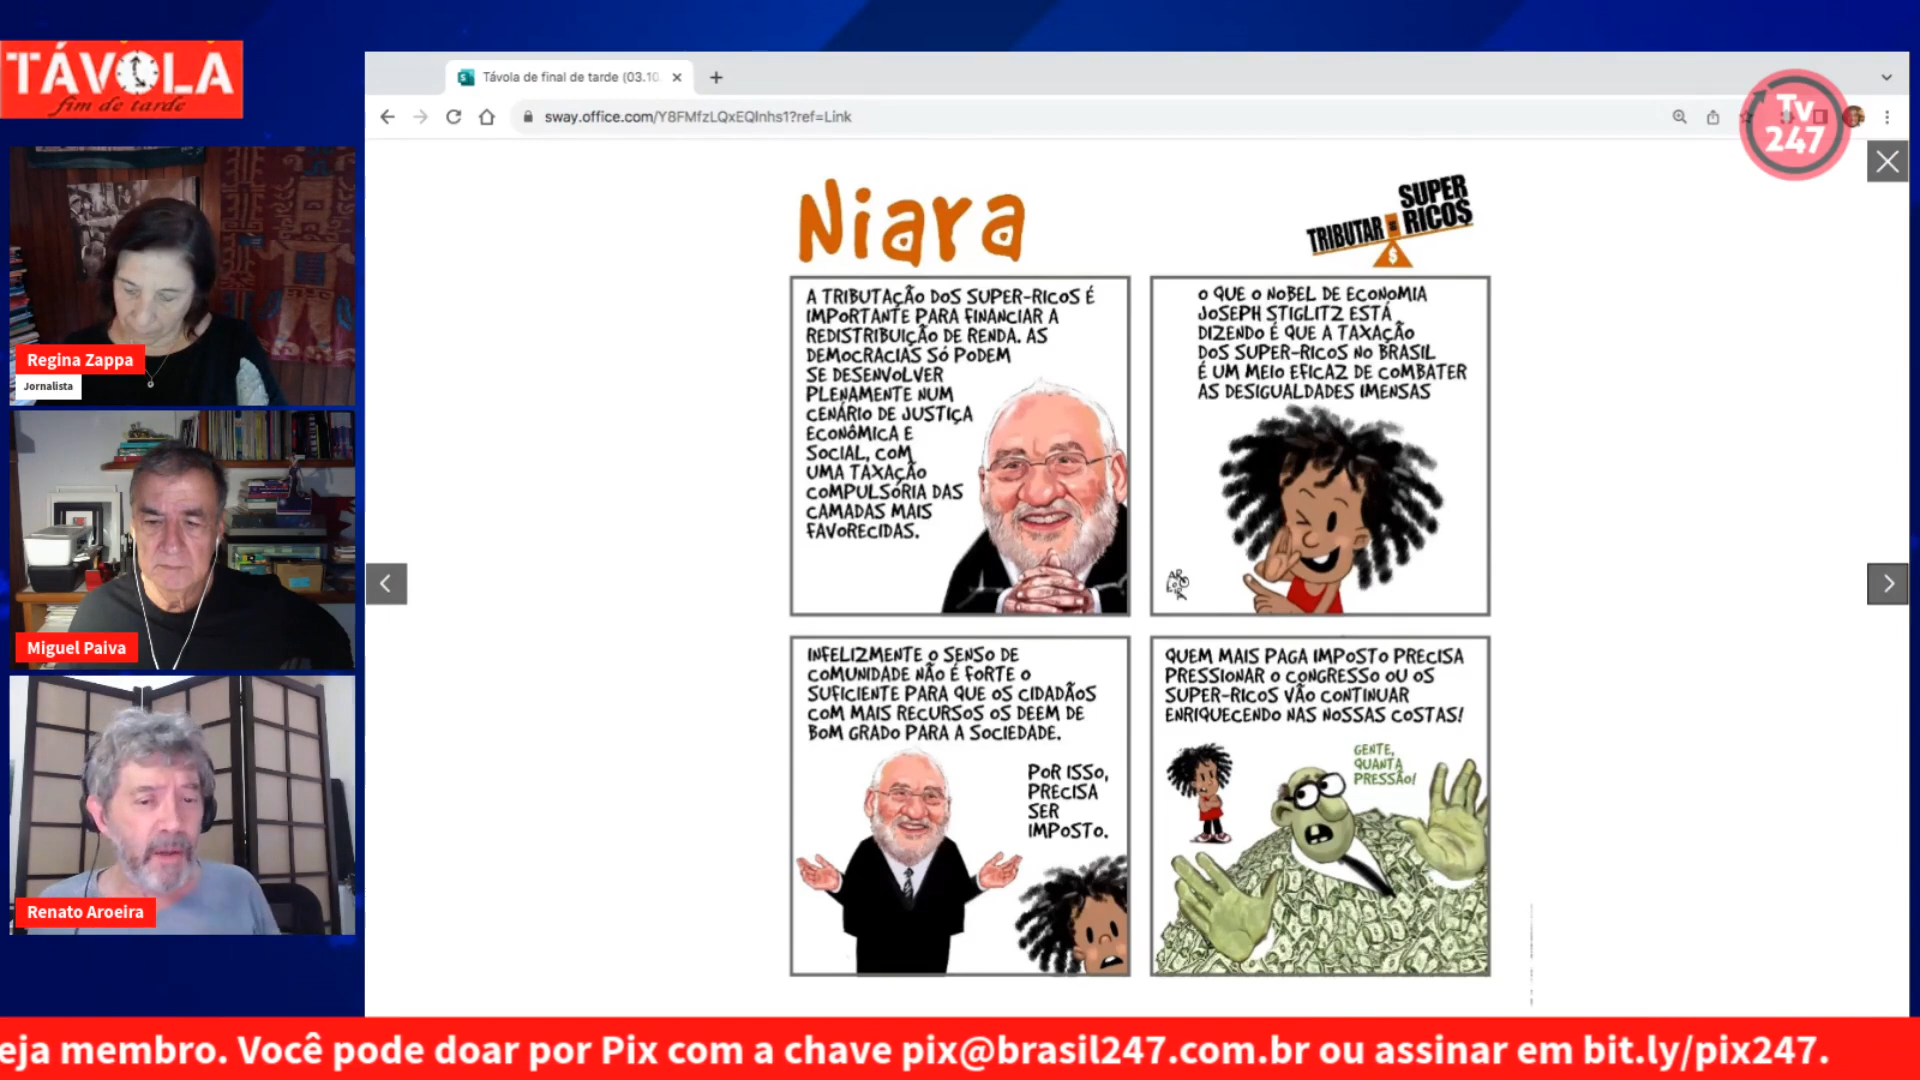 TÁVOLA
fim de tarde
Távola de final de tarde (03.10
sway.office.com/Y8FMfzLQxEQInhs1?ref=Link
Tv
247
Regina Zappa
Jornalista
Miguel Paiva
Renato Aroeira
Niara
TRIBUTAR
SUPER
RICO$
$
A TRIBUTAÇÃO DOS SUPER-RICOS É
IMPORTANTE PARA FINANCIAR A
REDISTRIBUIÇÃO DE RENDA. AS
DEMOCRACIAS SÓ PODEM
SE DESENVOLVER
PLENAMENTE NUM
CENÁRIO DE JUSTIÇA
ECONÔMICA E
SOCIAL, COM
UMA TAXAÇÃO
COMPULSÓRIA DAS
CAMADAS MAIS
FAVORECIDAS.
O QUE O NOBEL DE ECONOMIA
JOSEPH STIGLITZ ESTÁ
DIZENDO É QUE A TAXAÇÃO
DOS SUPER-RICOS NO BRASIL
É UM MEIO EFICAZ DE COMBATER
AS DESIGUALDADES IMENSAS
AROEIRA
INFELIZMENTE O SENSO DE
COMUNIDADE NÃO É FORTE O
SUFICIENTE PARA QUE OS CIDADÃOS
COM MAIS RECURSOS OS DEEM DE
BOM GRADO PARA A SOCIEDADE.
POR ISSO,
PRECISA
SER
IMPOSTO.
QUEM MAIS PAGA IMPOSTO PRECISA
PRESSIONAR O CONGRESSO OU OS
SUPER-RICOS VÃO CONTINUAR
ENRIQUECENDO NAS NOSSAS COSTAS!
GENTE,
QUANTA
PRESSÃO!
eja membro. Você pode doar por Pix com a chave pix@brasil247.com.br ou assinar em bit.ly/pix247.